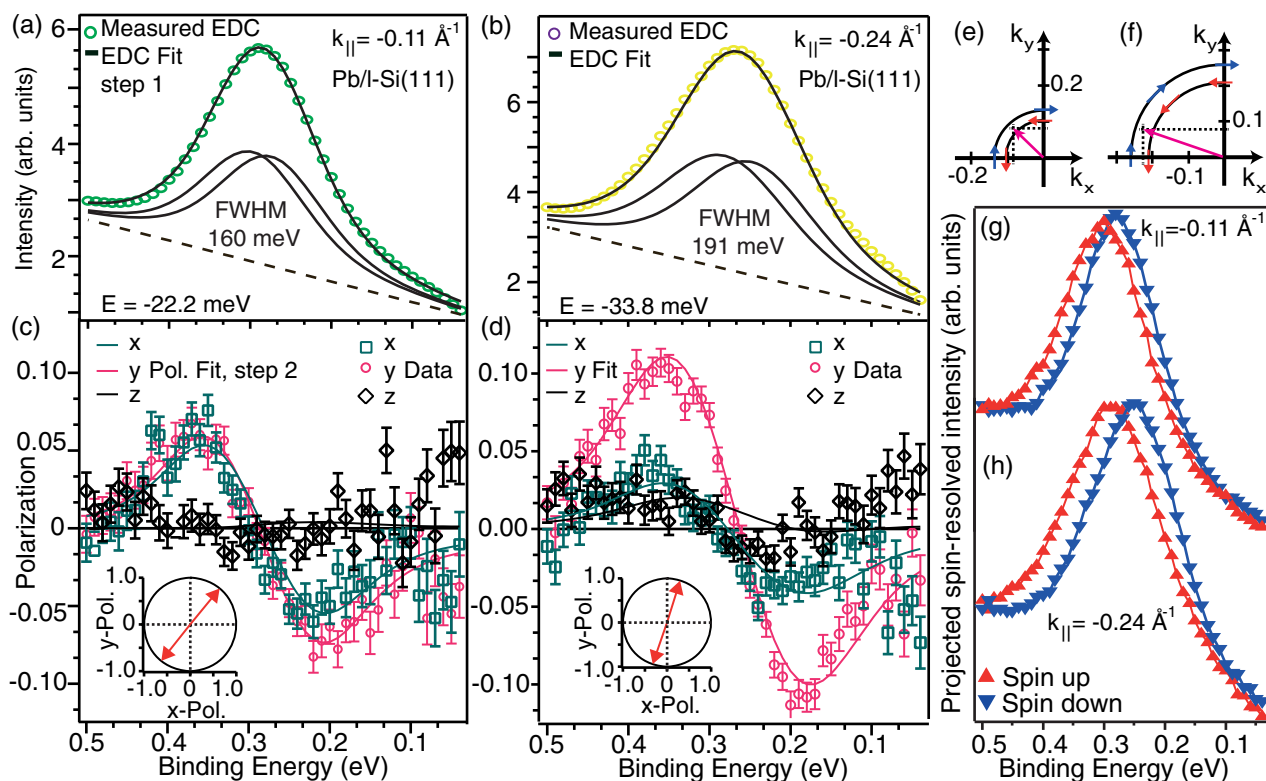 (a)
Measured EDC
EDC Fit
step 1
k|| = -0.11 Å-1
Pb/l-Si(111)
FWHM
160 meV
E = -22.2 meV
Intensity (arb. units)
6
4
2
(b)
Measured EDC
EDC Fit
k|| = -0.24 Å-1
Pb/l-Si(111)
FWHM
191 meV
E = -33.8 meV
6
4
2
(e)
ky
0.2
-0.2
kx
(f)
ky
0.1
-0.1
kx
(c)
x
y Pol. Fit, step 2
z
x
y Data
z
Polarization
0.10
0.05
0
-0.05
-0.10
1.0
0
-1.0
y-Pol.
-1.0
0
1.0
x-Pol.
0.5
0.4
0.3
0.2
0.1
Binding Energy (eV)
(d)
x
y Fit
z
x
y Data
z
0.10
0.05
0.00
-0.05
-0.10
1.0
0
-1.0
y-Pol.
-1.0
0
1.0
x-Pol.
0.5
0.4
0.3
0.2
0.1
Binding Energy (eV)
(g)
k|| = -0.11 Å-1
(h)
k|| = -0.24 Å-1
Spin up
Spin down
Projected spin-resolved intensity (arb. units)
0.5
0.4
0.3
0.2
0.1
Binding Energy (eV)